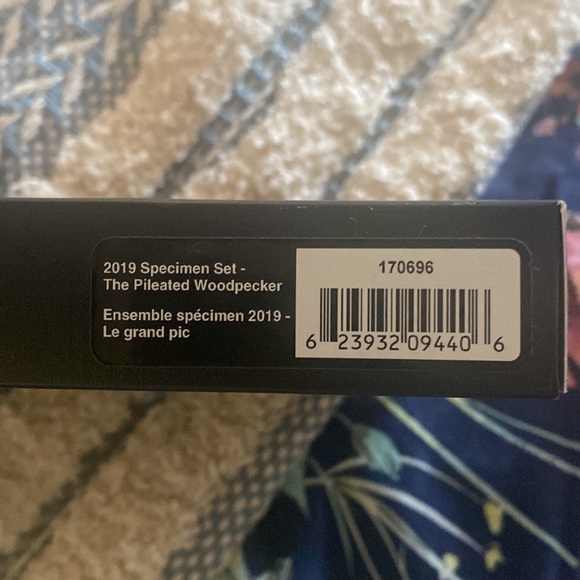 2019 Specimen Set -
The Pileated Woodpecker
Ensemble spécimen 2019 -
Le grand pic
170696
6 23932 09440 6